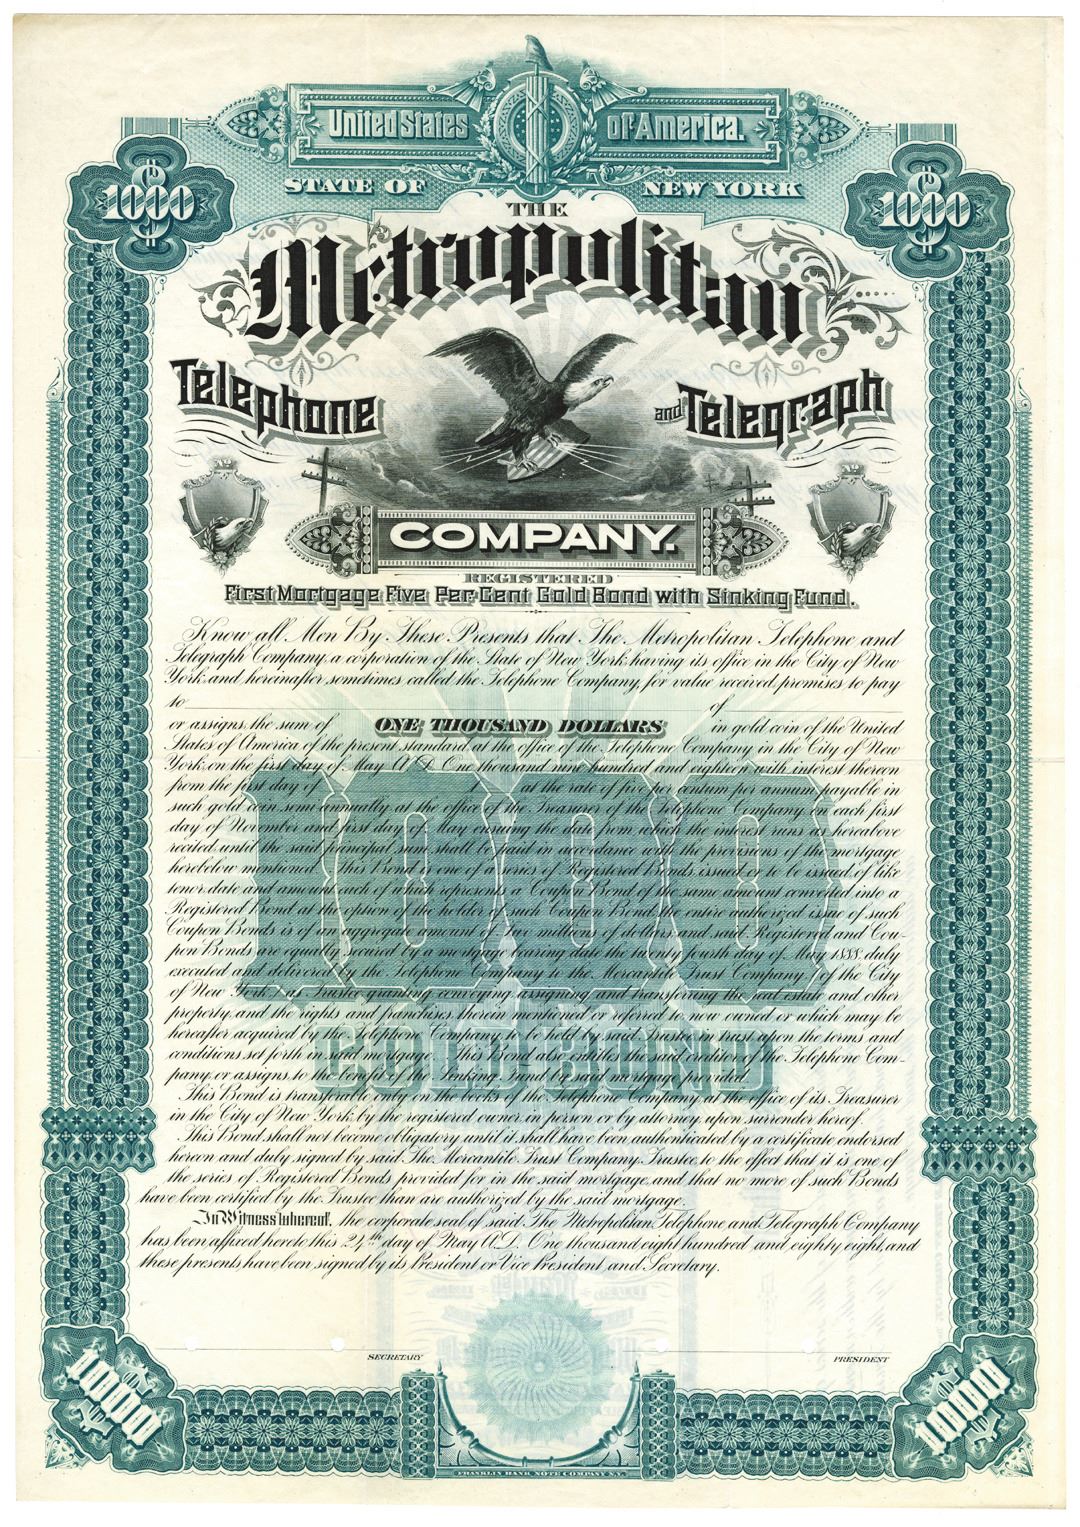 United States of America.
STATE OF NEW YORK
$1000 $1000
THE
Metropolitan
Telephone and Telegraph
No. No.
COMPANY.
REGISTERED
First Mortgage Five Per Cent Gold Bond with Sinking Fund.
Know all Men By These Presents that The Metropolitan Telephone and
Telegraph Company, a corporation of the State of New York, having its office in the City of New
York, and hereinafter sometimes called the Telephone Company, for value received, promises to pay
to of
or assigns, the sum of ONE THOUSAND DOLLARS in gold coin of the United
States of America of the present standard at the office of the Telephone Company in the City of New
York, on the first day of May A.D. One thousand nine hundred and eighteen with interest thereon
from the first day of 1 at the rate of five per centum per annum payable in
such gold coin, semi-annually at the office of the Treasurer of the Telephone Company, on each first
day of November and first day of May ensuing the date from which the interest runs as hereabove
recited, until the said principal sum shall be paid in accordance with the provisions of the mortgage
herebelow mentioned. This Bond is one of a series of Registered Bonds, issued or to be issued, of like
tenor, date and amount, each of which represents a Coupon Bond of the same amount converted into a
Registered Bond at the option of the holder of such Coupon Bond, the entire authorized issue of such
Coupon Bonds is of an aggregate amount of Two millions of dollars, and said Registered and Cou-
pon Bonds are equally secured by a mortgage bearing date the twenty fourth day of May 1888, duly
executed and delivered by the Telephone Company to the Mercantile Trust Company, of the City
of New York as Trustee, granting, conveying, assigning and transferring the real estate and other
property and the rights and franchises therein mentioned or referred to now owned or which may be
hereafter acquired by the Telephone Company, to be held by said Trustee in trust upon the terms and
conditions set forth in said mortgage. This Bond also entitles the said creditor of the Telephone Com-
pany or assigns, to the benefit of the Sinking Fund by said mortgage provided.
This Bond is transferable only on the books of the Telephone Company at the office of its Treasurer
in the City of New York, by the registered owner, in person or by attorney, upon surrender hereof.
This Bond shall not become obligatory until it shall have been authenticated by a certificate endorsed
hereon and duly signed by said The Mercantile Trust Company, Trustee, to the effect that it is one of
the series of Registered Bonds provided for in the said mortgage, and that no more of such Bonds
have been certified by the Trustee than are authorized by the said mortgage.
In Witness Whereof, the corporate seal of said The Metropolitan Telephone and Telegraph Company
has been affixed hereto this 24th day of May A.D. One thousand eight hundred and eighty eight, and
these presents have been signed by its President or Vice President and Secretary.
1000
GOLD BOND
SECRETARY PRESIDENT
$1000 $1000
FRANKLIN BANK NOTE COMPANY N.Y.